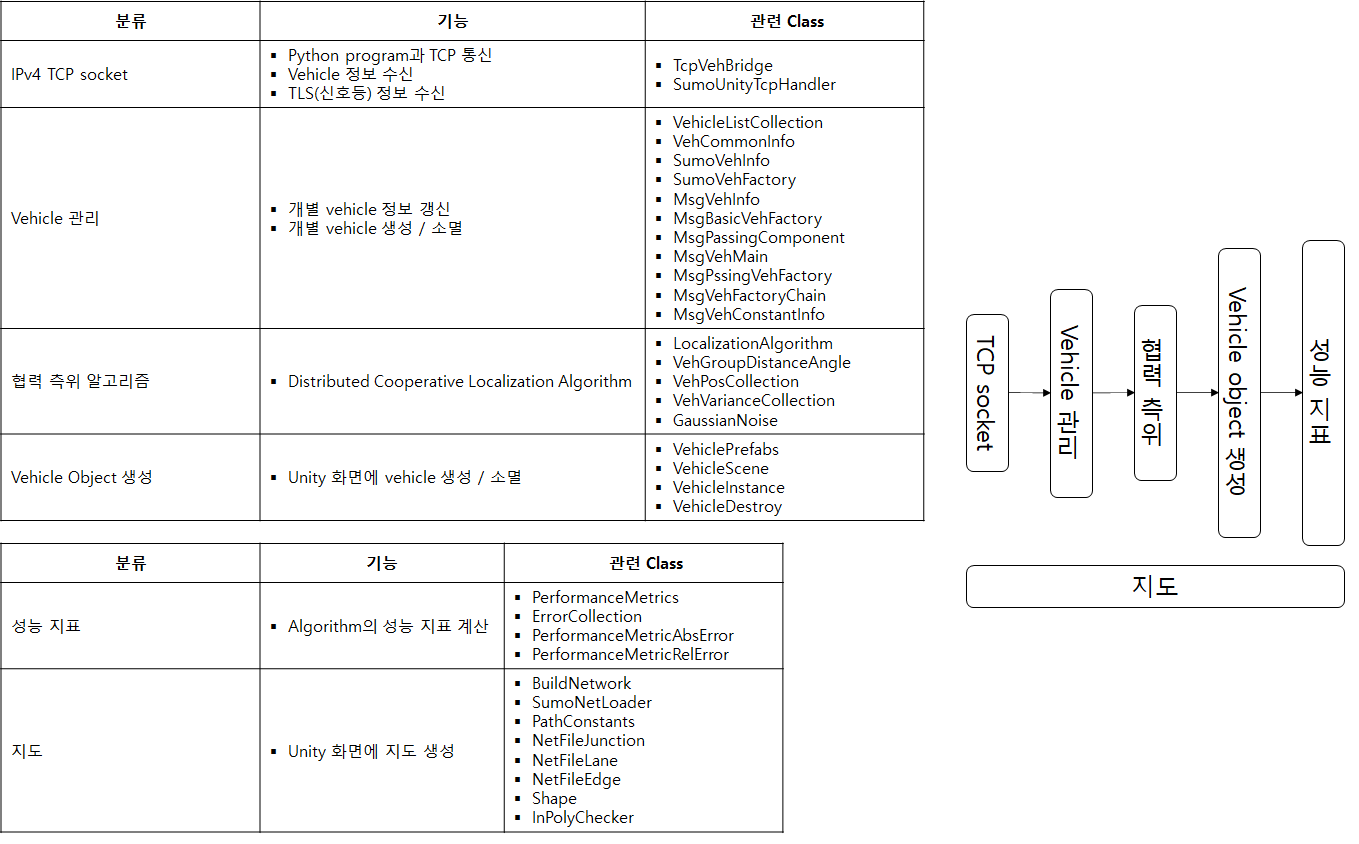 분류 기능 관련 Class
IPv4 TCP socket
▪ Python program과 TCP 통신
▪ Vehicle 정보 수신
▪ TLS(신호등) 정보 수신
▪ TcpVehBridge
▪ SumoUnityTcpHandler
Vehicle 관리
▪ 개별 vehicle 정보 갱신
▪ 개별 vehicle 생성 / 소멸
▪ VehicleListCollection
▪ VehCommonInfo
▪ SumoVehInfo
▪ SumoVehFactory
▪ MsgVehInfo
▪ MsgBasicVehFactory
▪ MsgPassingComponent
▪ MsgVehMain
▪ MsgPssingVehFactory
▪ MsgVehFactoryChain
▪ MsgVehConstantInfo
협력 측위 알고리즘
▪ Distributed Cooperative Localization Algorithm
▪ LocalizationAlgorithm
▪ VehGroupDistanceAngle
▪ VehPosCollection
▪ VehVarianceCollection
▪ GaussianNoise
Vehicle Object 생성
▪ Unity 화면에 vehicle 생성 / 소멸
▪ VehiclePrefabs
▪ VehicleScene
▪ VehicleInstance
▪ VehicleDestroy
분류 기능 관련 Class
성능 지표
▪ Algorithm의 성능 지표 계산
▪ PerformanceMetrics
▪ ErrorCollection
▪ PerformanceMetricAbsError
▪ PerformanceMetricRelError
지도
▪ Unity 화면에 지도 생성
▪ BuildNetwork
▪ SumoNetLoader
▪ PathConstants
▪ NetFileJunction
▪ NetFileLane
▪ NetFileEdge
▪ Shape
▪ InPolyChecker
TCP socket
Vehicle 관리
협력 측위
Vehicle object 생성
성능 지표
지도